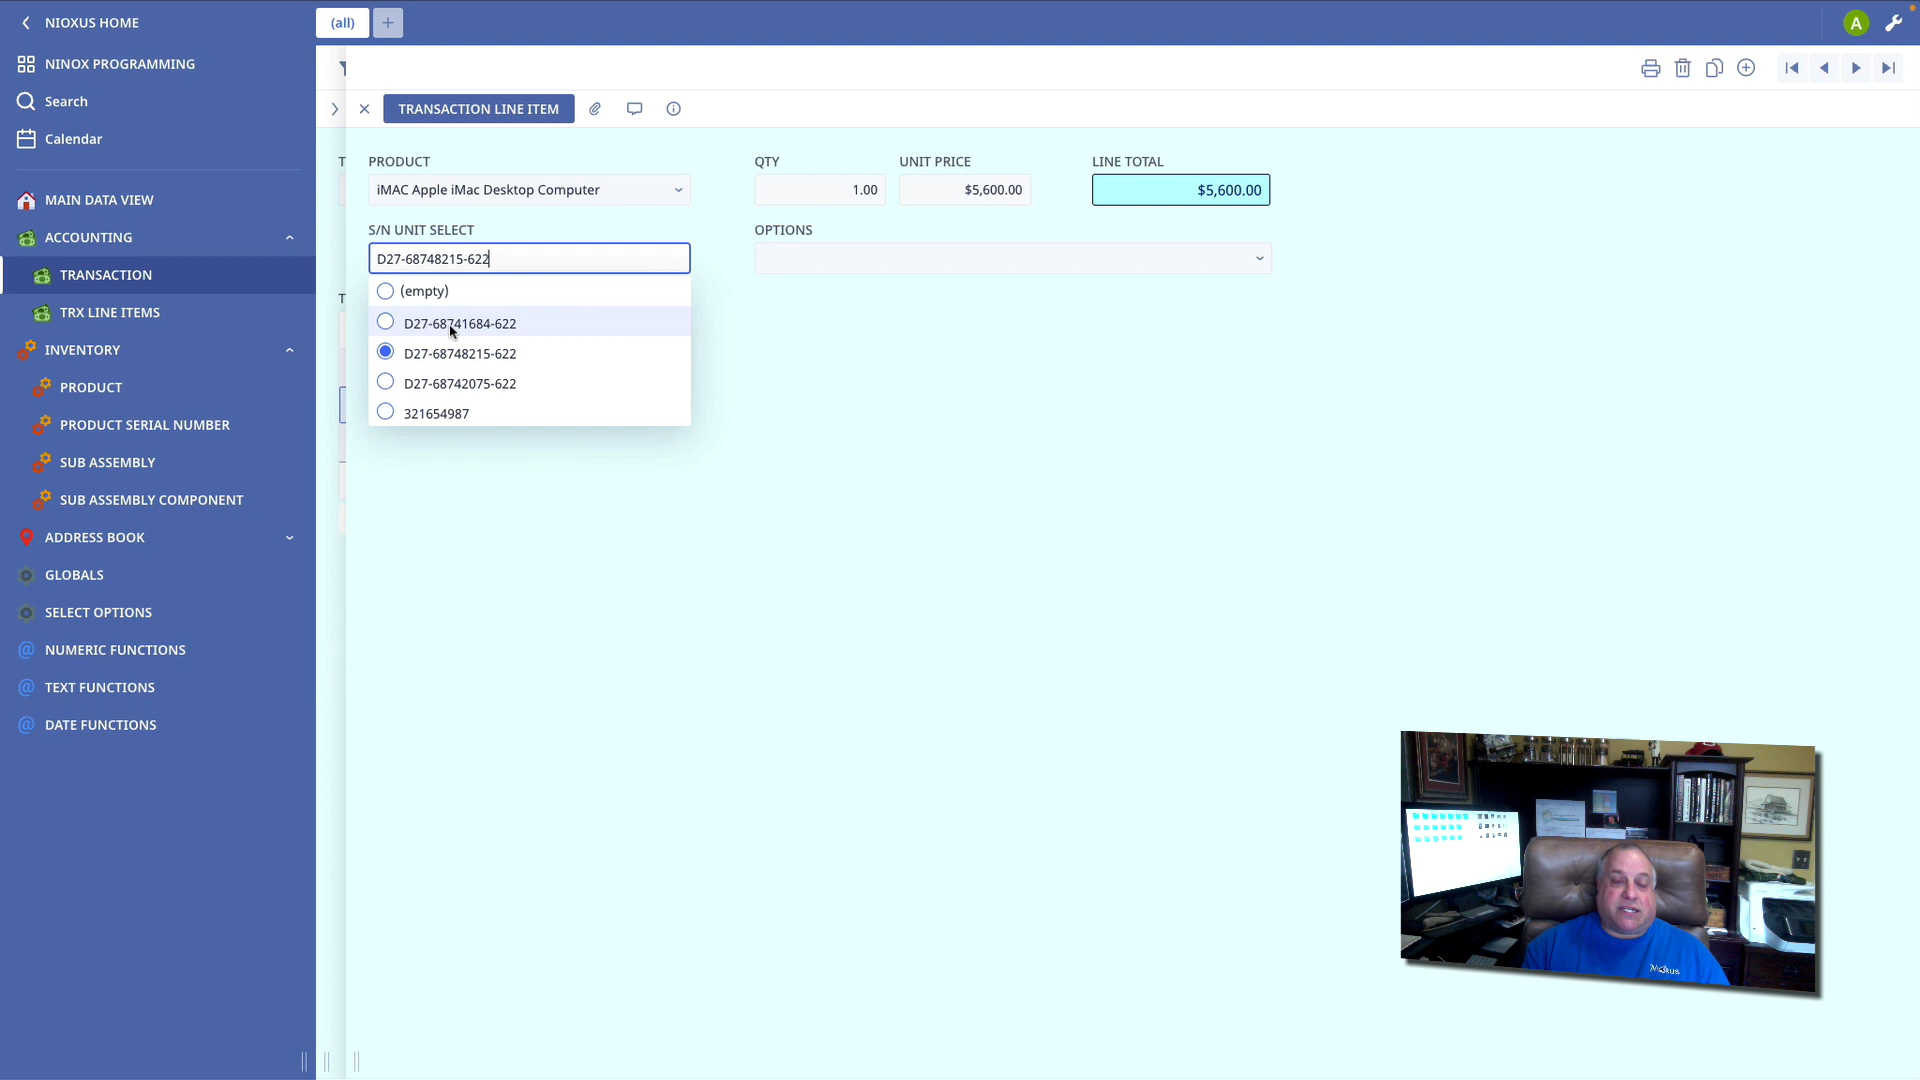 NIOXUS HOME
(all)
A
NINOX PROGRAMMING
Search
TRANSACTION LINE ITEM
Calendar
T
PRODUCT
QTY
UNIT PRICE
LINE TOTAL
iMAC Apple iMac Desktop Computer
1.00
$5,600.00
$5,600.00
MAIN DATA VIEW
ACCOUNTING
S/N UNIT SELECT
OPTIONS
D27-68748215-622
TRANSACTION
(empty)
T
TRX LINE ITEMS
D27-68741684-622
INVENTORY
D27-68748215-622
PRODUCT
D27-68742075-622
PRODUCT SERIAL NUMBER
321654987
SUB ASSEMBLY
SUB ASSEMBLY COMPONENT
ADDRESS BOOK
GLOBALS
SELECT OPTIONS
@ NUMERIC FUNCTIONS
@ TEXT FUNCTIONS
@ DATE FUNCTIONS